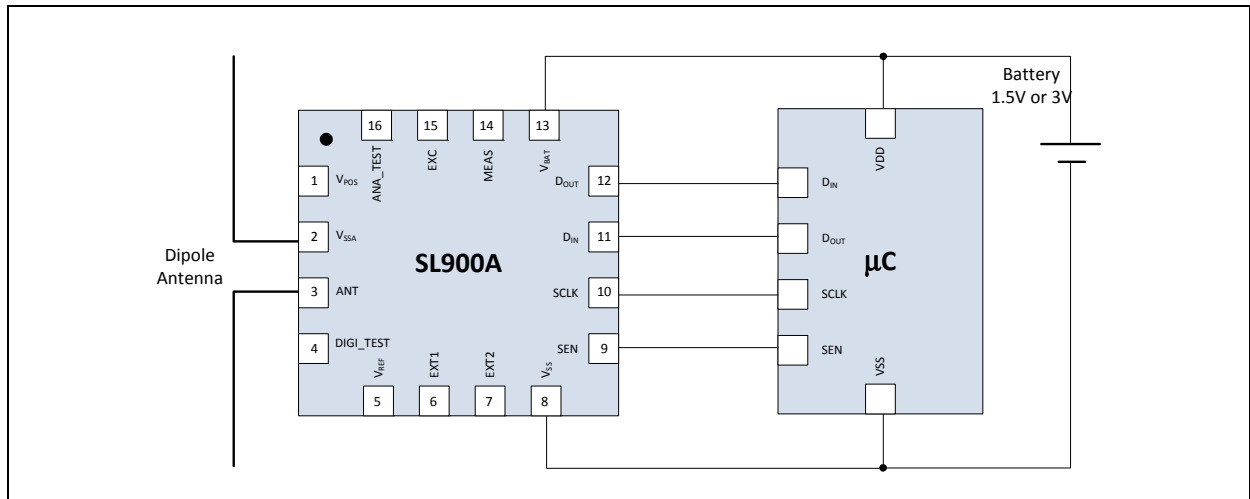 Battery
1.5V or 3V
16
15
14
13
ANA_TEST
EXC
MEAS
VBAT
VDD
1
VPOS
DOUT
12
DIN
2
VSSA
DIN
11
DOUT
Dipole
Antenna
SL900A
μC
3
ANT
SCLK
10
SCLK
4
DIGI_TEST
SEN
9
SEN
VREF
EXT1
EXT2
VSS
VSS
5
6
7
8